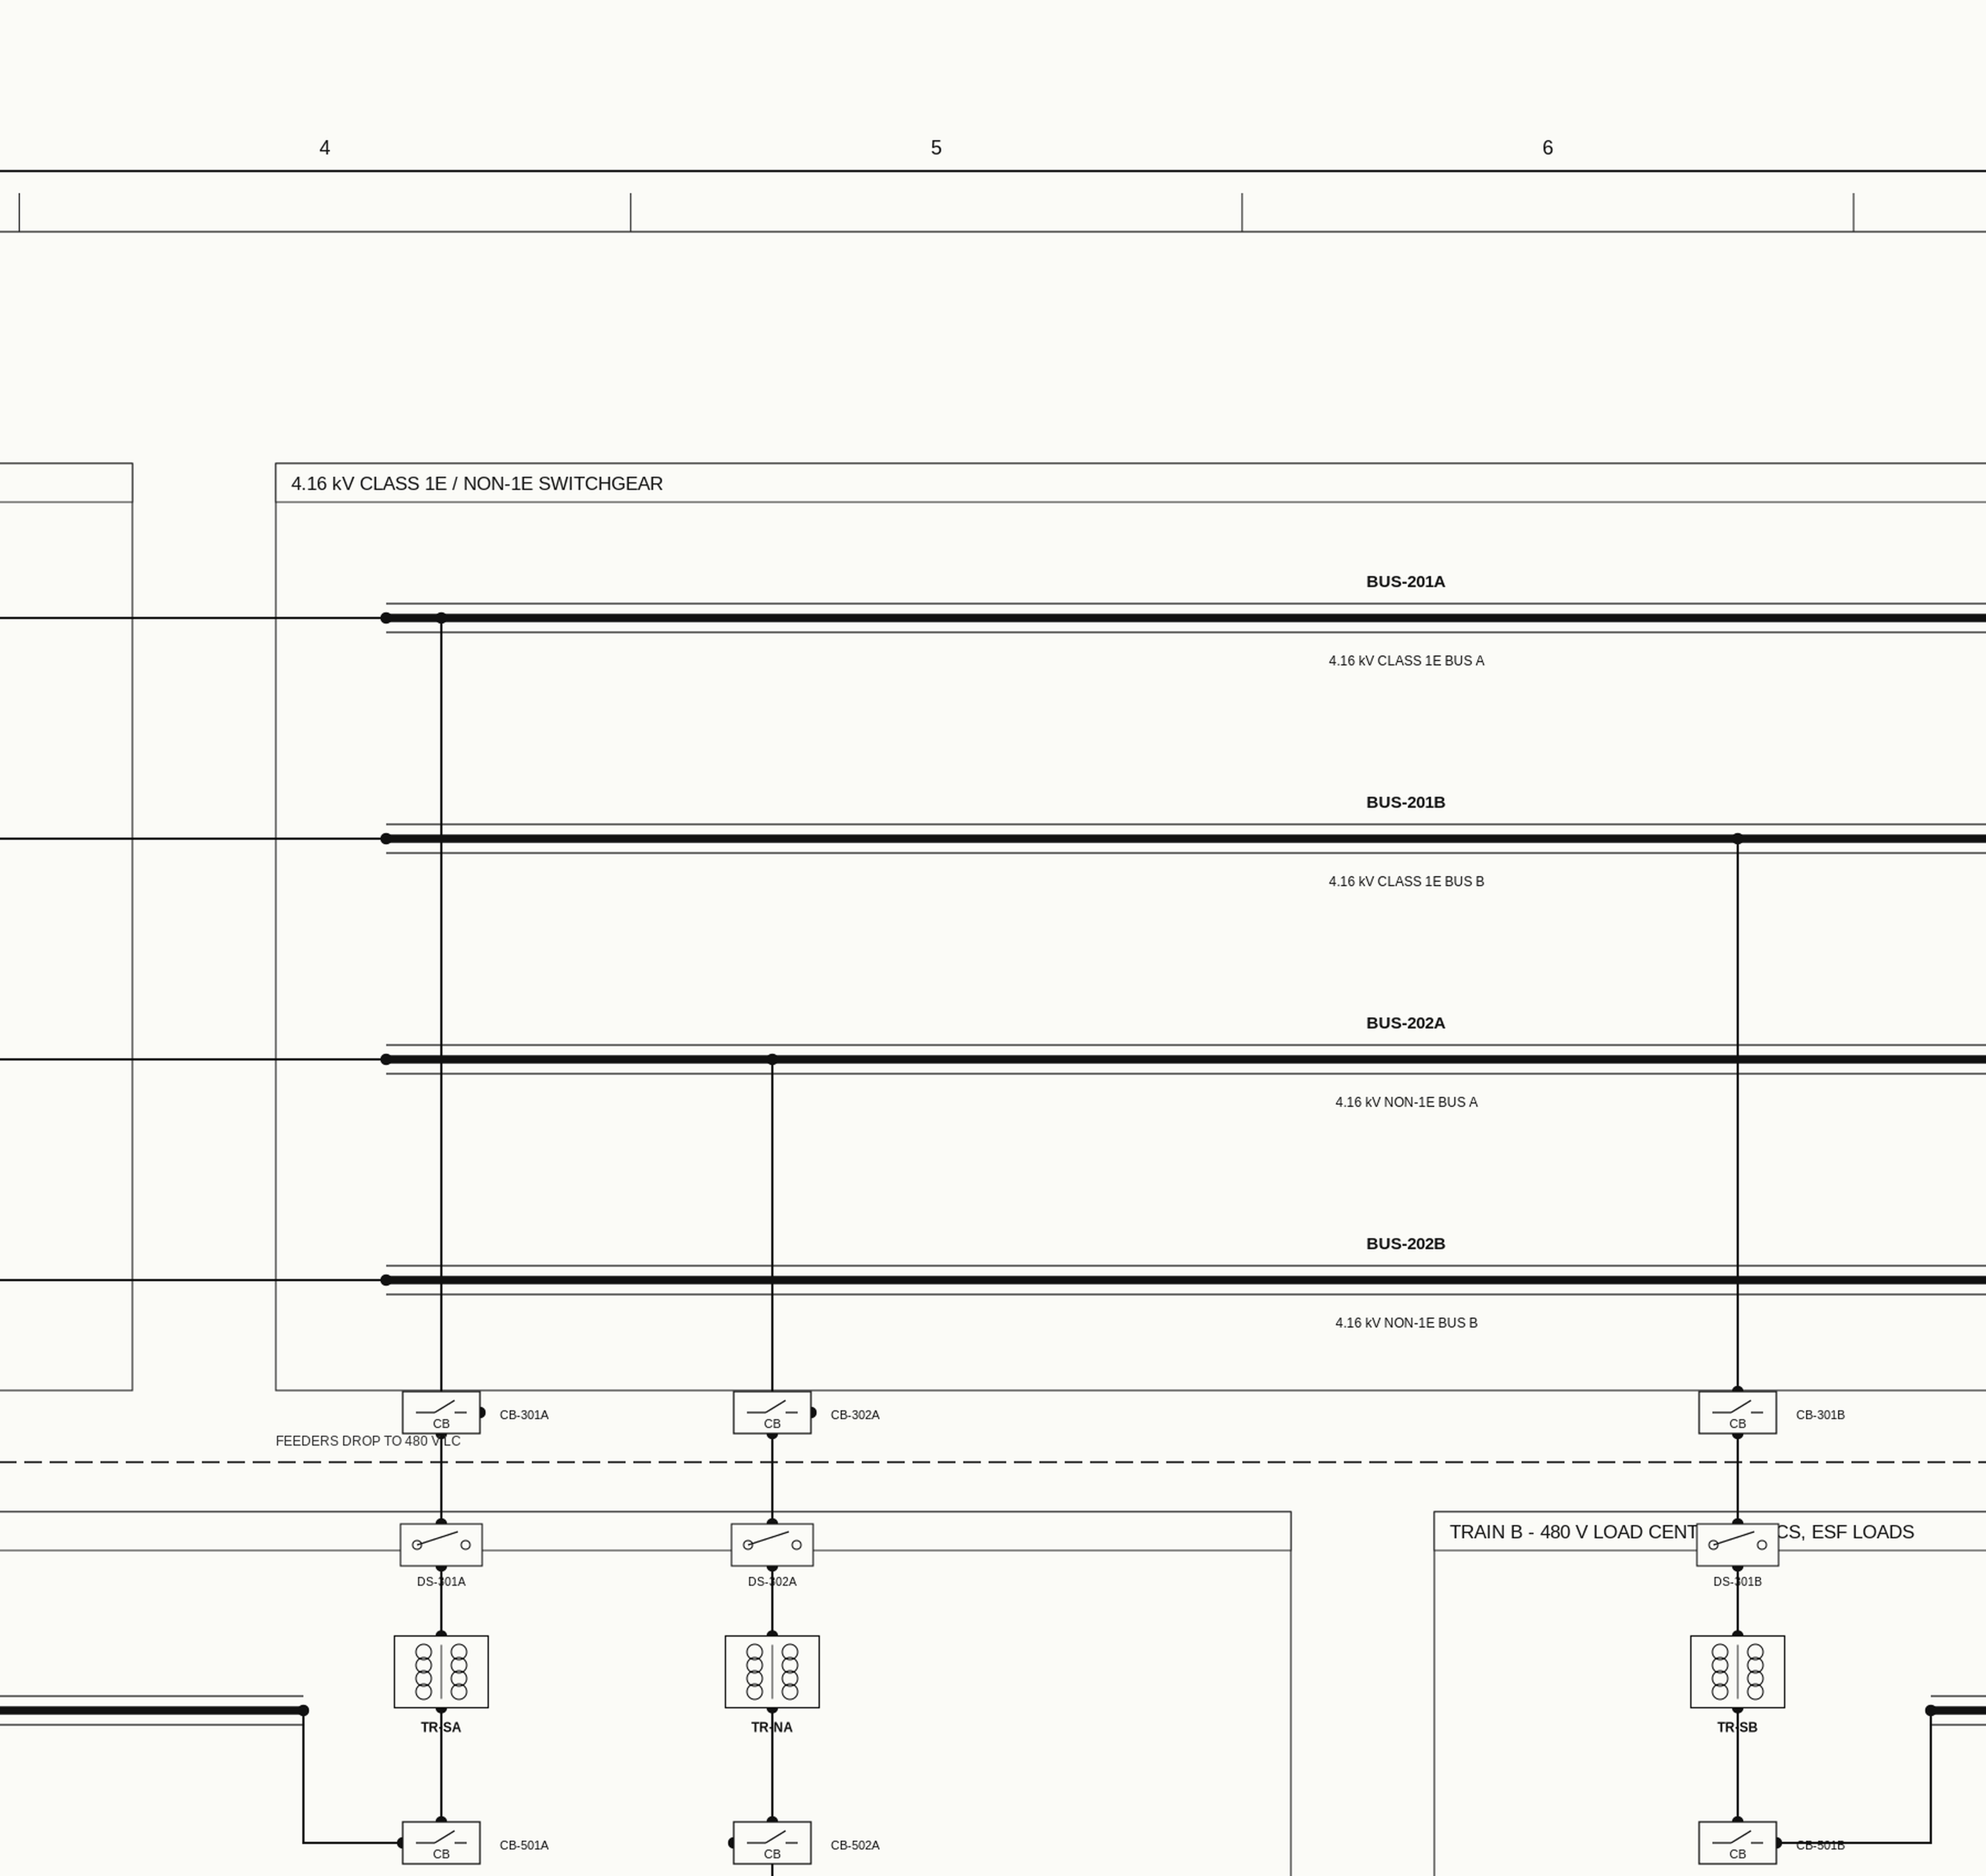 4 5 6
4.16 kV CLASS 1E / NON-1E SWITCHGEAR
BUS-201A
4.16 kV CLASS 1E BUS A
BUS-201B
4.16 kV CLASS 1E BUS B
BUS-202A
4.16 kV NON-1E BUS A
BUS-202B
4.16 kV NON-1E BUS B
CB CB-301A
CB CB-302A
CB CB-301B
FEEDERS DROP TO 480 V LC
TRAIN B - 480 V LOAD CENT CS, ESF LOADS
DS-301A
DS-302A
DS-301B
TR-SA
TR-NA
TR-SB
CB CB-501A
CB CB-502A
CB CB-501B